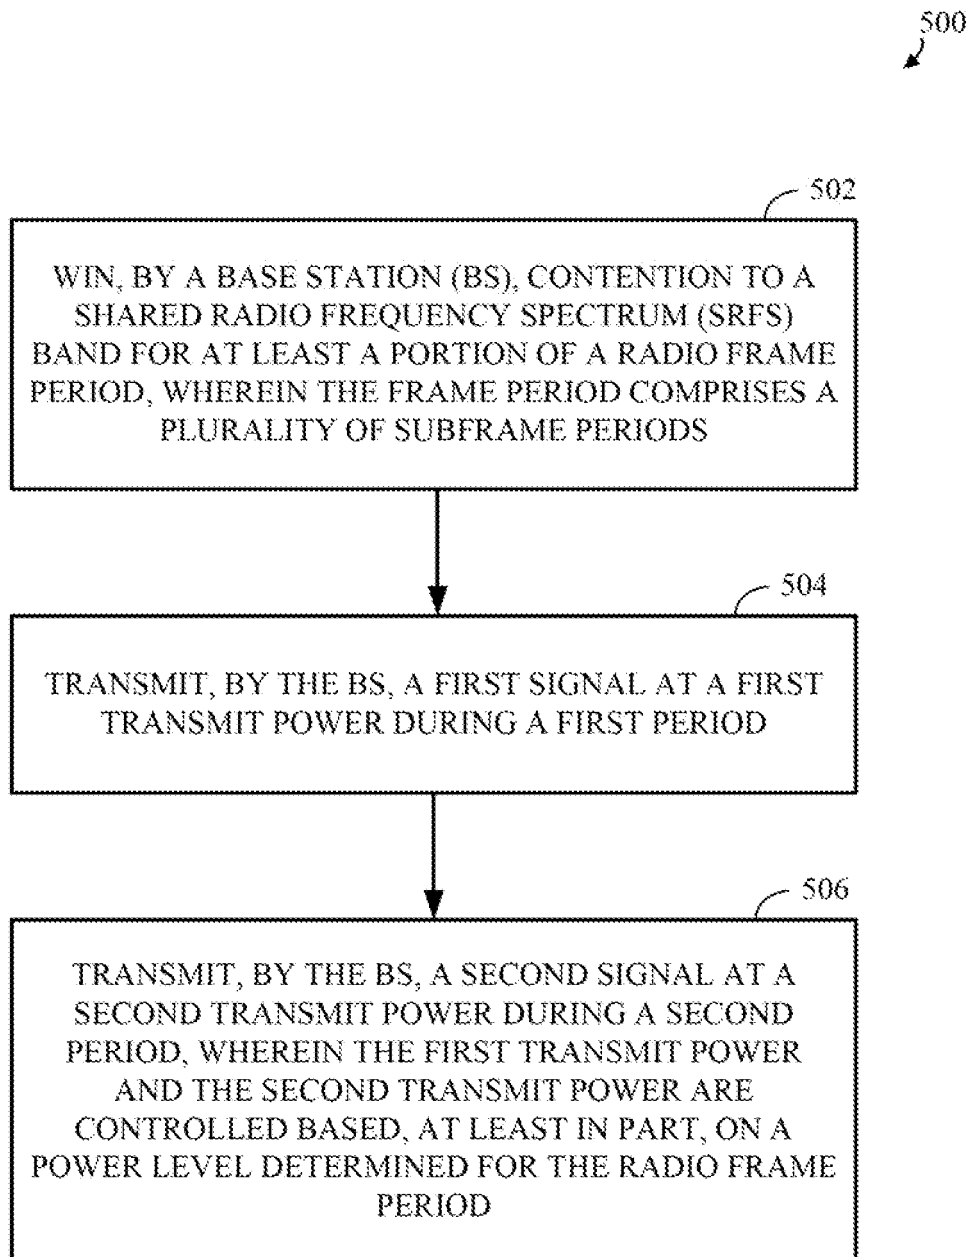 500
502
WIN, BY A BASE STATION (BS), CONTENTION TO A
SHARED RADIO FREQUENCY SPECTRUM (SRFS)
BAND FOR AT LEAST A PORTION OF A RADIO FRAME
PERIOD, WHEREIN THE FRAME PERIOD COMPRISES A
PLURALITY OF SUBFRAME PERIODS
504
TRANSMIT, BY THE BS, A FIRST SIGNAL AT A FIRST
TRANSMIT POWER DURING A FIRST PERIOD
506
TRANSMIT, BY THE BS, A SECOND SIGNAL AT A
SECOND TRANSMIT POWER DURING A SECOND
PERIOD, WHEREIN THE FIRST TRANSMIT POWER
AND THE SECOND TRANSMIT POWER ARE
CONTROLLED BASED, AT LEAST IN PART, ON A
POWER LEVEL DETERMINED FOR THE RADIO FRAME
PERIOD